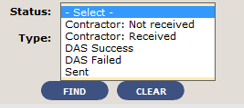 Status: - Select -
Contractor: Not received
Contractor: Received
Type: DAS Success
DAS Failed
Sent
FIND CLEAR